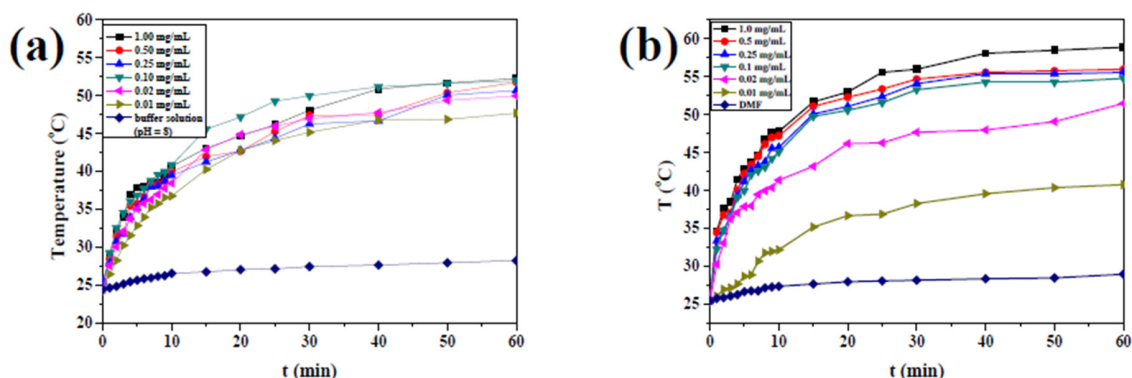 (a)
Temperature (°C)
60
55
50
45
40
35
30
25
20
1.00 mg/mL
0.50 mg/mL
0.25 mg/mL
0.10 mg/mL
0.02 mg/mL
0.01 mg/mL
buffer solution
(pH = 8)
0 10 20 30 40 50 60
t (min)
(b)
T (°C)
60
55
50
45
40
35
30
25
1.0 mg/mL
0.5 mg/mL
0.25 mg/mL
0.1 mg/mL
0.02 mg/mL
0.01 mg/mL
DMF
0 10 20 30 40 50 60
t (min)